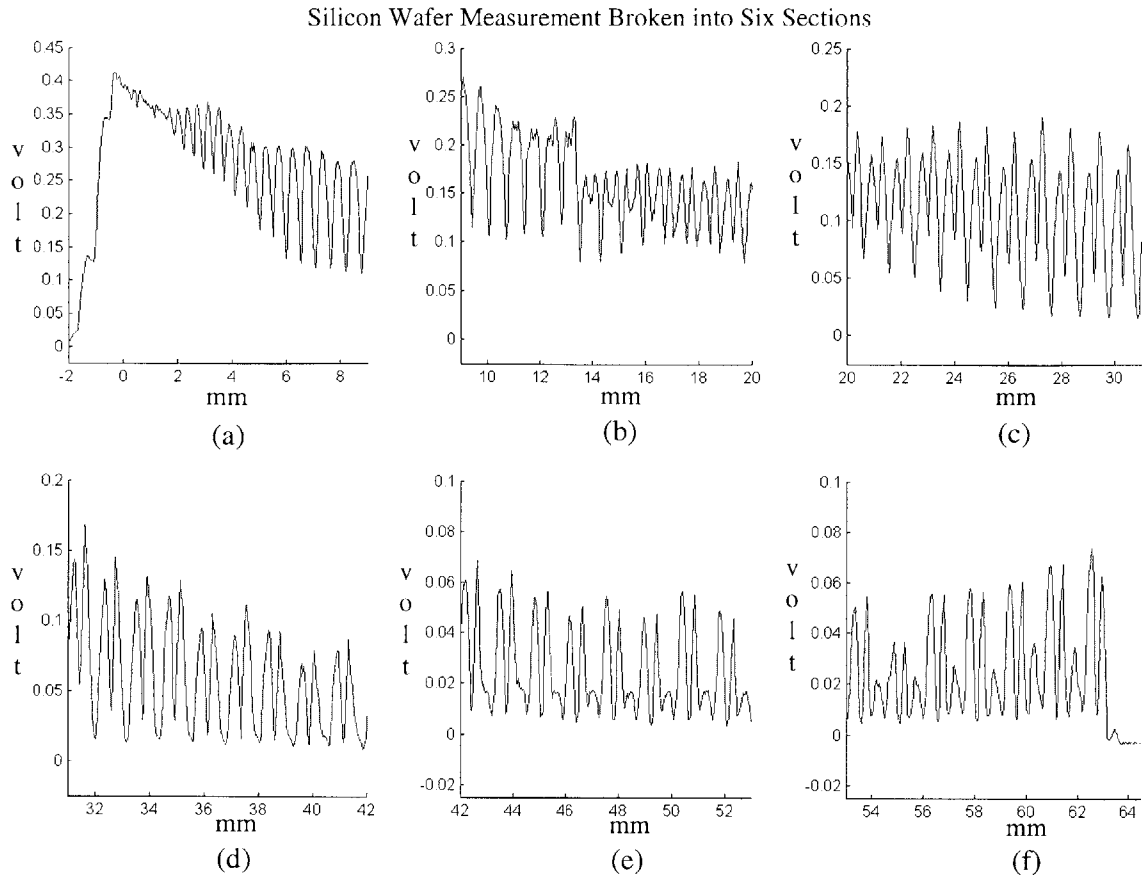 Silicon Wafer Measurement Broken into Six Sections
0.45
0.4
0.35
0.3
0.25
0.2
0.15
0.1
0.05
0
-2 0 2 4 6 8
volt
mm
(a)
0.3
0.25
0.2
0.15
0.1
0.05
0
10 12 14 16 18 20
volt
mm
(b)
0.25
0.2
0.15
0.1
0.05
0
20 22 24 26 28 30
volt
mm
(c)
0.2
0.15
0.1
0.05
0
32 34 36 38 40 42
volt
mm
(d)
0.1
0.08
0.06
0.04
0.02
0
-0.02
42 44 46 48 50 52
volt
mm
(e)
0.1
0.08
0.06
0.04
0.02
0
-0.02
54 56 58 60 62 64
volt
mm
(f)